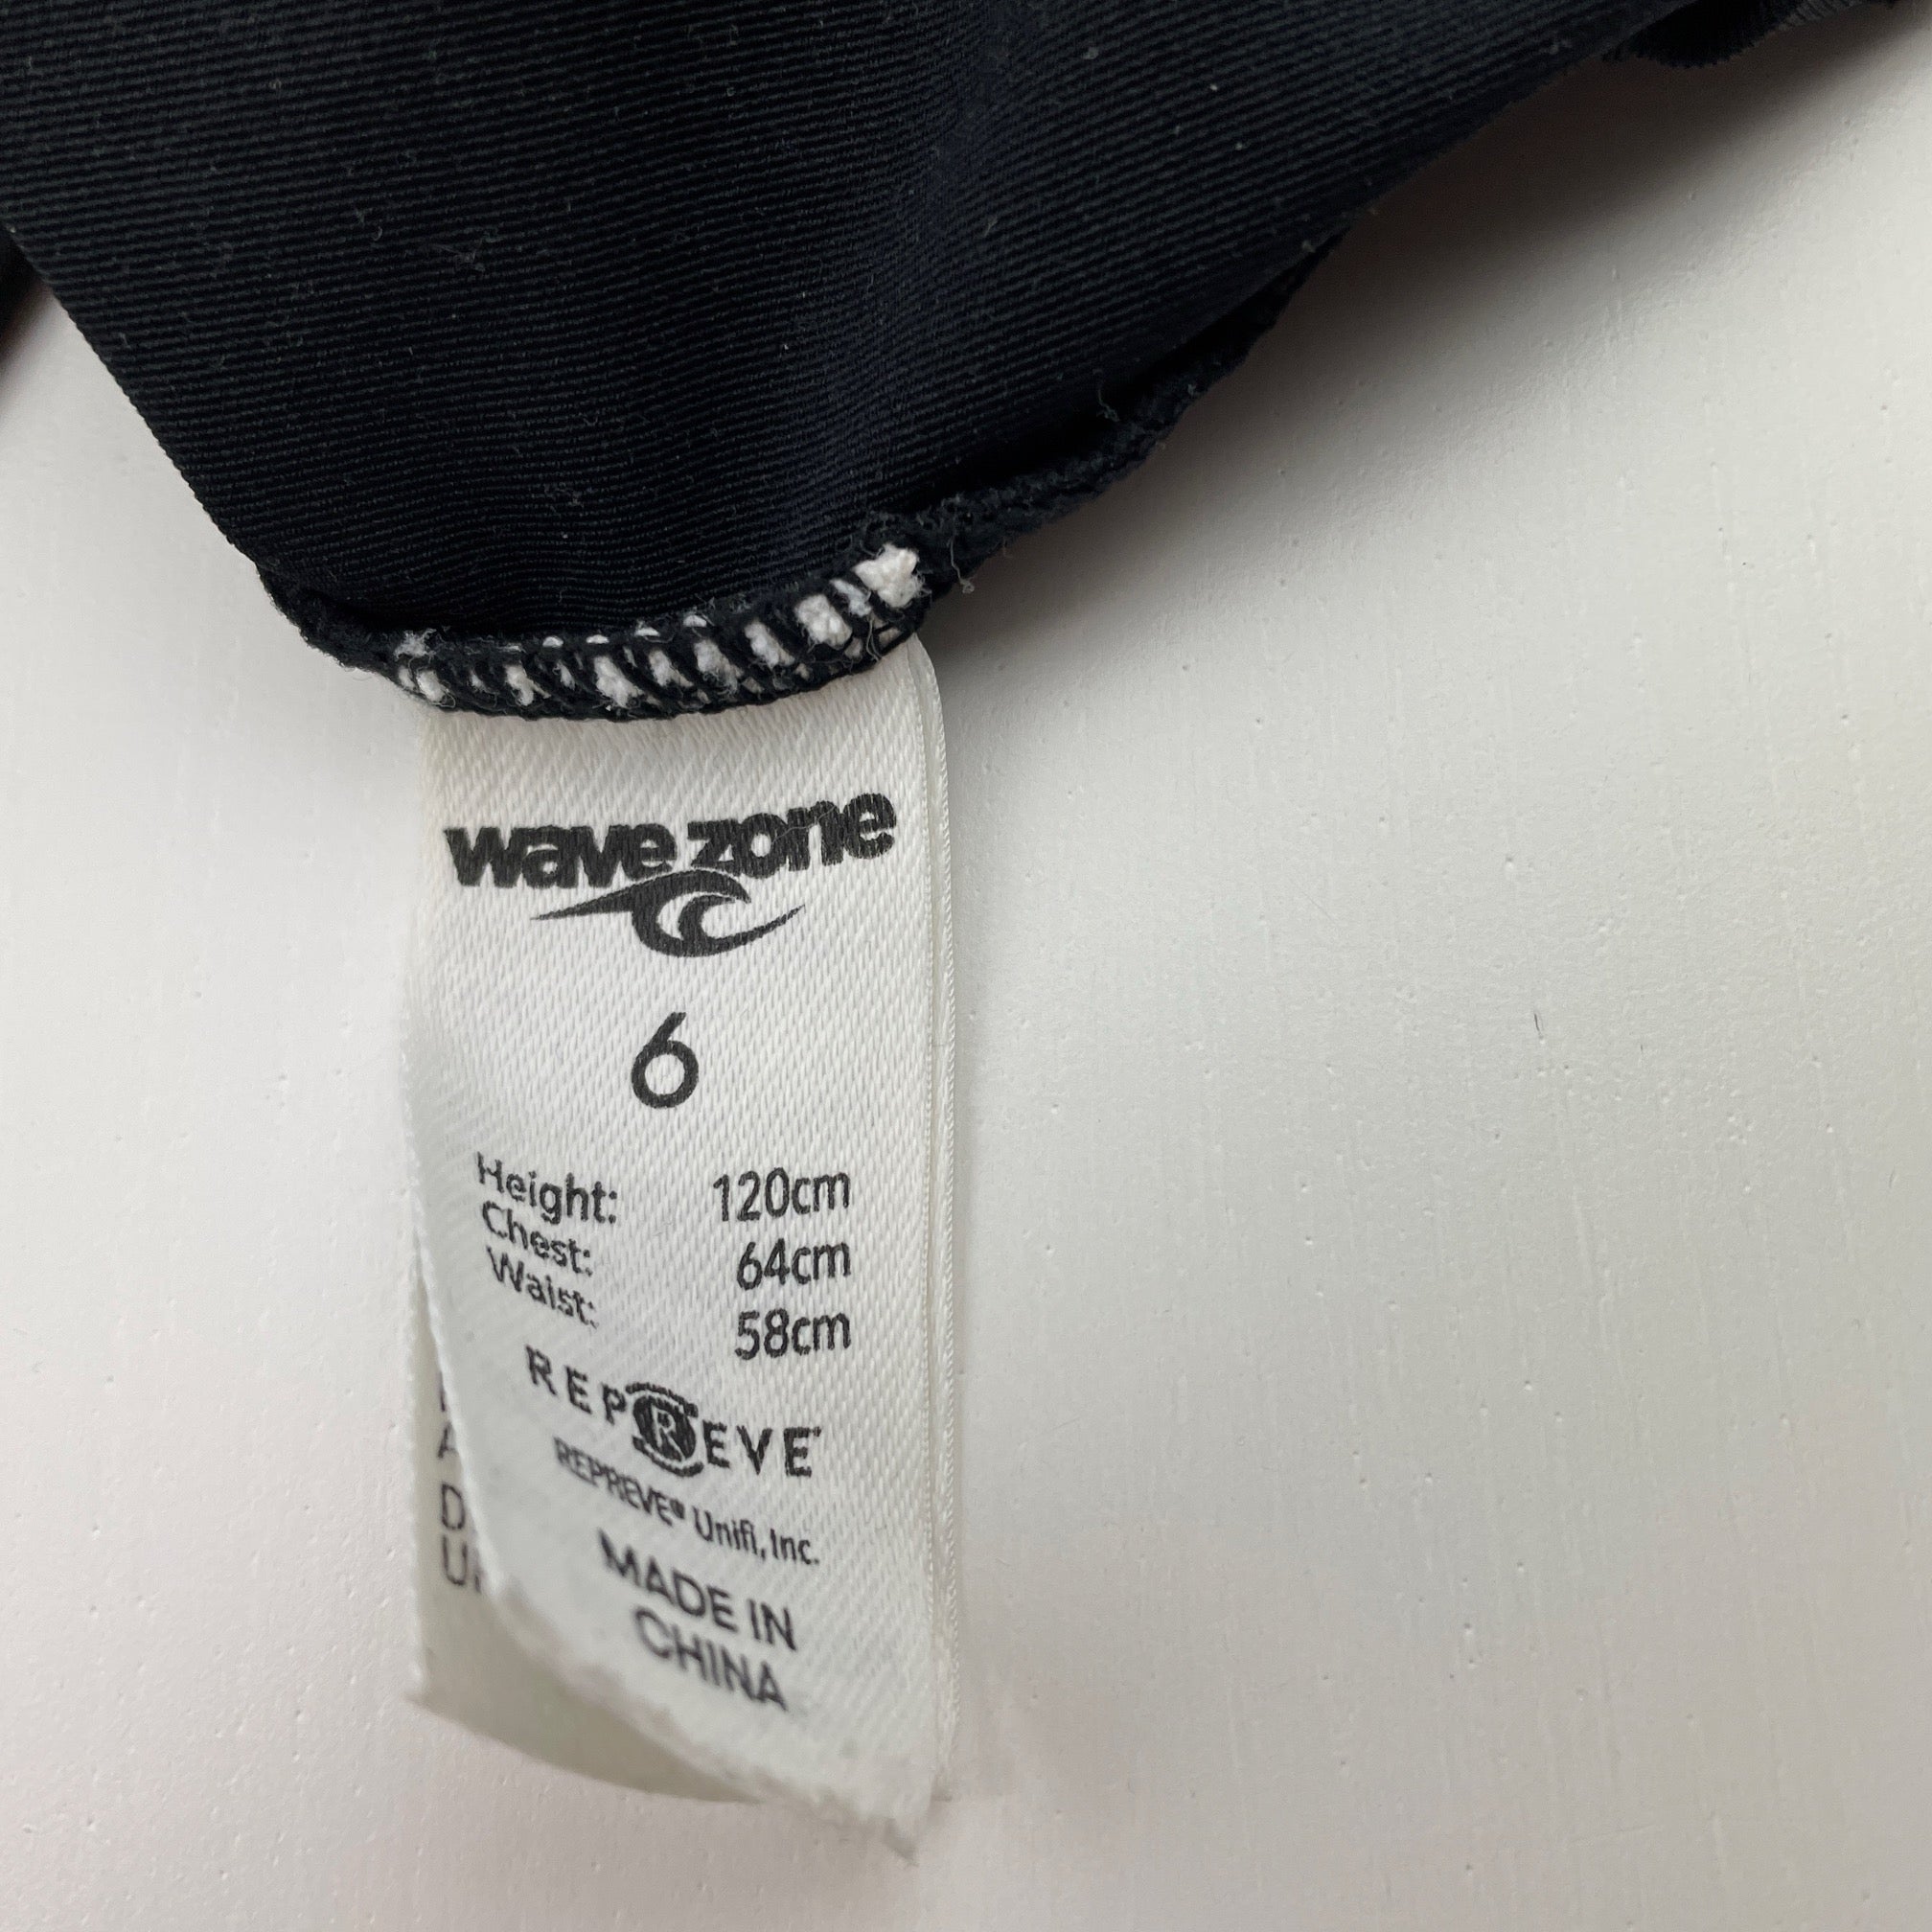 wave zone
6
Height: 120cm
Chest: 64cm
Waist: 58cm
REPREVE
REPREVE® Unifi, Inc.
MADE IN
CHINA